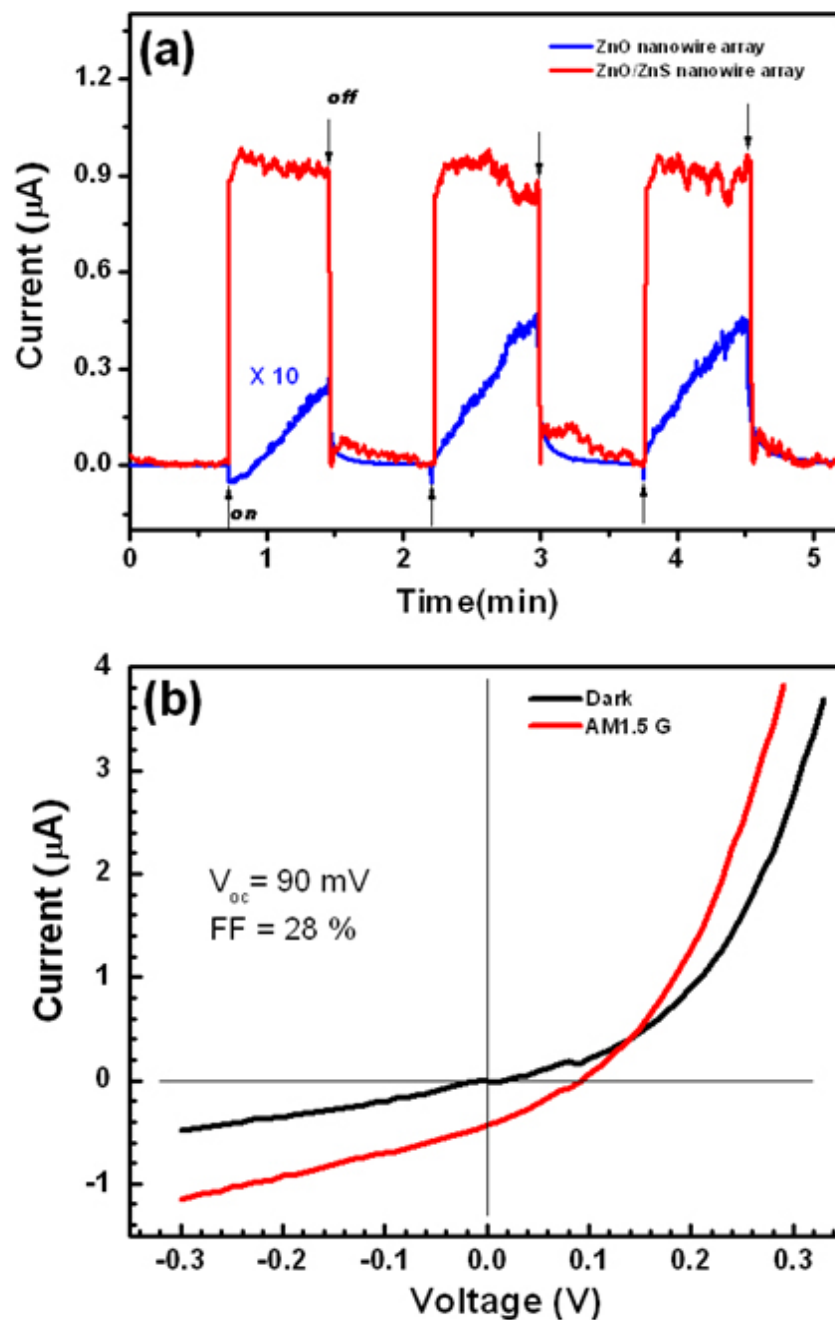 (a)
ZnO nanowire array
ZnO/ZnS nanowire array
off
1.2
0.9
0.6
0.3
0.0
X 10
on
0 1 2 3 4 5
Current (μA)
Time(min)
(b)
Dark
AM1.5 G
4
3
2
1
0
-1
V_oc = 90 mV
FF = 28 %
-0.3 -0.2 -0.1 0.0 0.1 0.2 0.3
Current (μA)
Voltage (V)